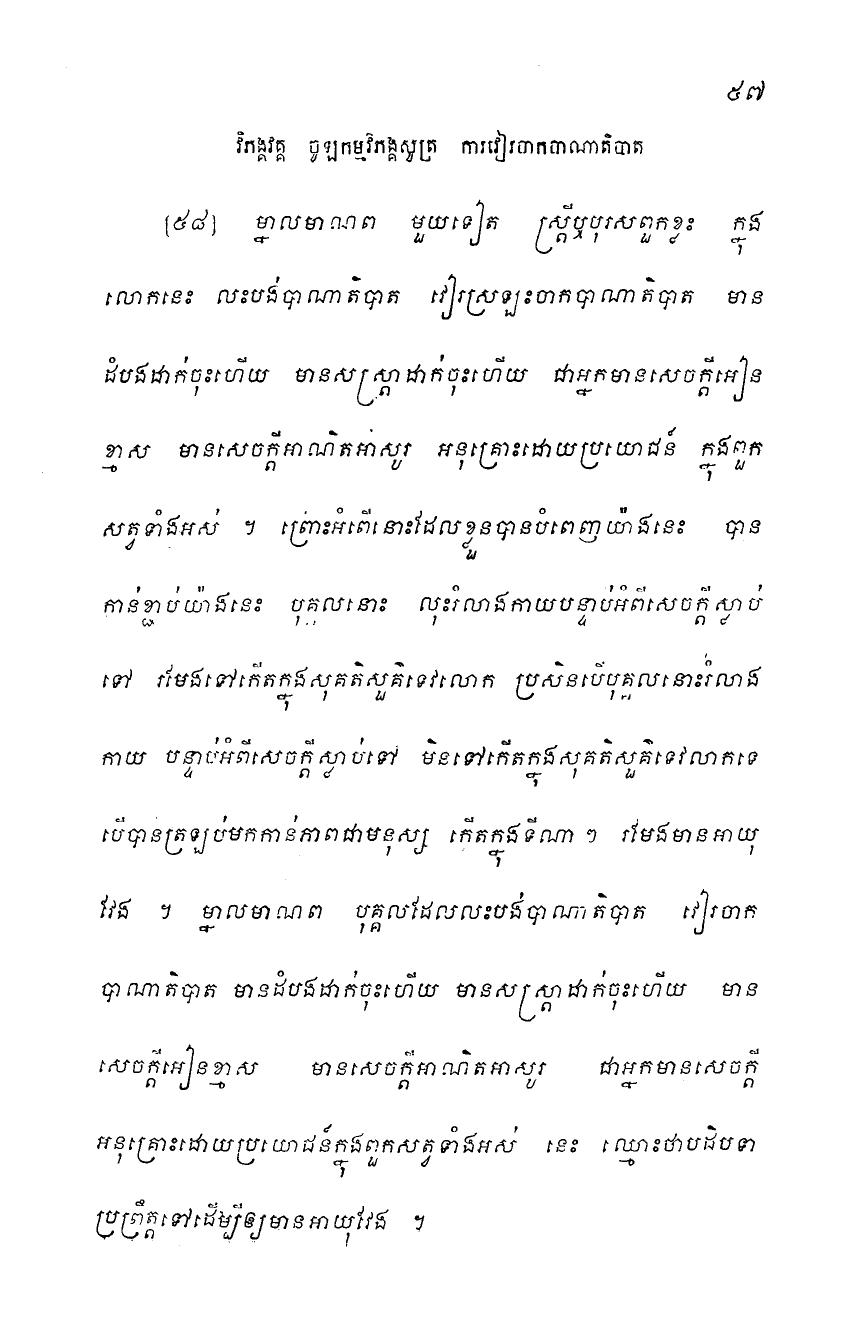 ៥៧
វិភង្គវគ្គ ចូឡកម្មវិភង្គសូត្រ ការវៀរចាកបាណាតិបាត
[៥៨] ម្នាលមាណព មួយទៀត ស្ត្រីឬបុរសពួកខ្លះ ក្នុង
លោកនេះ លះបង់បាណាតិបាត វៀរស្រឡះចាកបាណាតិបាត មាន
ដំបងដាក់ចុះហើយ មានសស្ត្រាដាក់ចុះហើយ ជាអ្នកមានសេចក្តីអៀន
ខ្មាស មានសេចក្តីអាណិតអាសូរ អនុគ្រោះដោយប្រយោជន៍ ក្នុងពួក
សត្វទាំងអស់ ។ ព្រោះអំពើនោះដែលខ្លួនបានបំពេញយ៉ាងនេះ បាន
កាន់ខ្ជាប់យ៉ាងនេះ បុគ្គលនោះ លុះរំលាងកាយបន្ទាប់អំពីសេចក្តីស្លាប់
ទៅ រមែងទៅកើតក្នុងសុគតិសួគ៌ទេវលោក ប្រសិនបើបុគ្គលនោះរំលាង
កាយ បន្ទាប់អំពីសេចក្តីស្លាប់ទៅ មិនទៅកើតក្នុងសុគតិសួគ៌ទេវលោកទេ
បើបានត្រឡប់មកកាន់ភាពជាមនុស្ស កើតក្នុងទីណាៗ រមែងមានអាយុ
វែង ។ ម្នាលមាណព បុគ្គលដែលលះបង់បាណាតិបាត វៀរចាក
បាណាតិបាត មានដំបងដាក់ចុះហើយ មានសស្ត្រាដាក់ចុះហើយ មាន
សេចក្តីអៀនខ្មាស មានសេចក្តីអាណិតអាសូរ ជាអ្នកមានសេចក្តី
អនុគ្រោះដោយប្រយោជន៍ក្នុងពួកសត្វទាំងអស់ នេះ ឈ្មោះថាបដិបទា
ប្រព្រឹត្តទៅដើម្បីឲ្យមានអាយុវែង ។